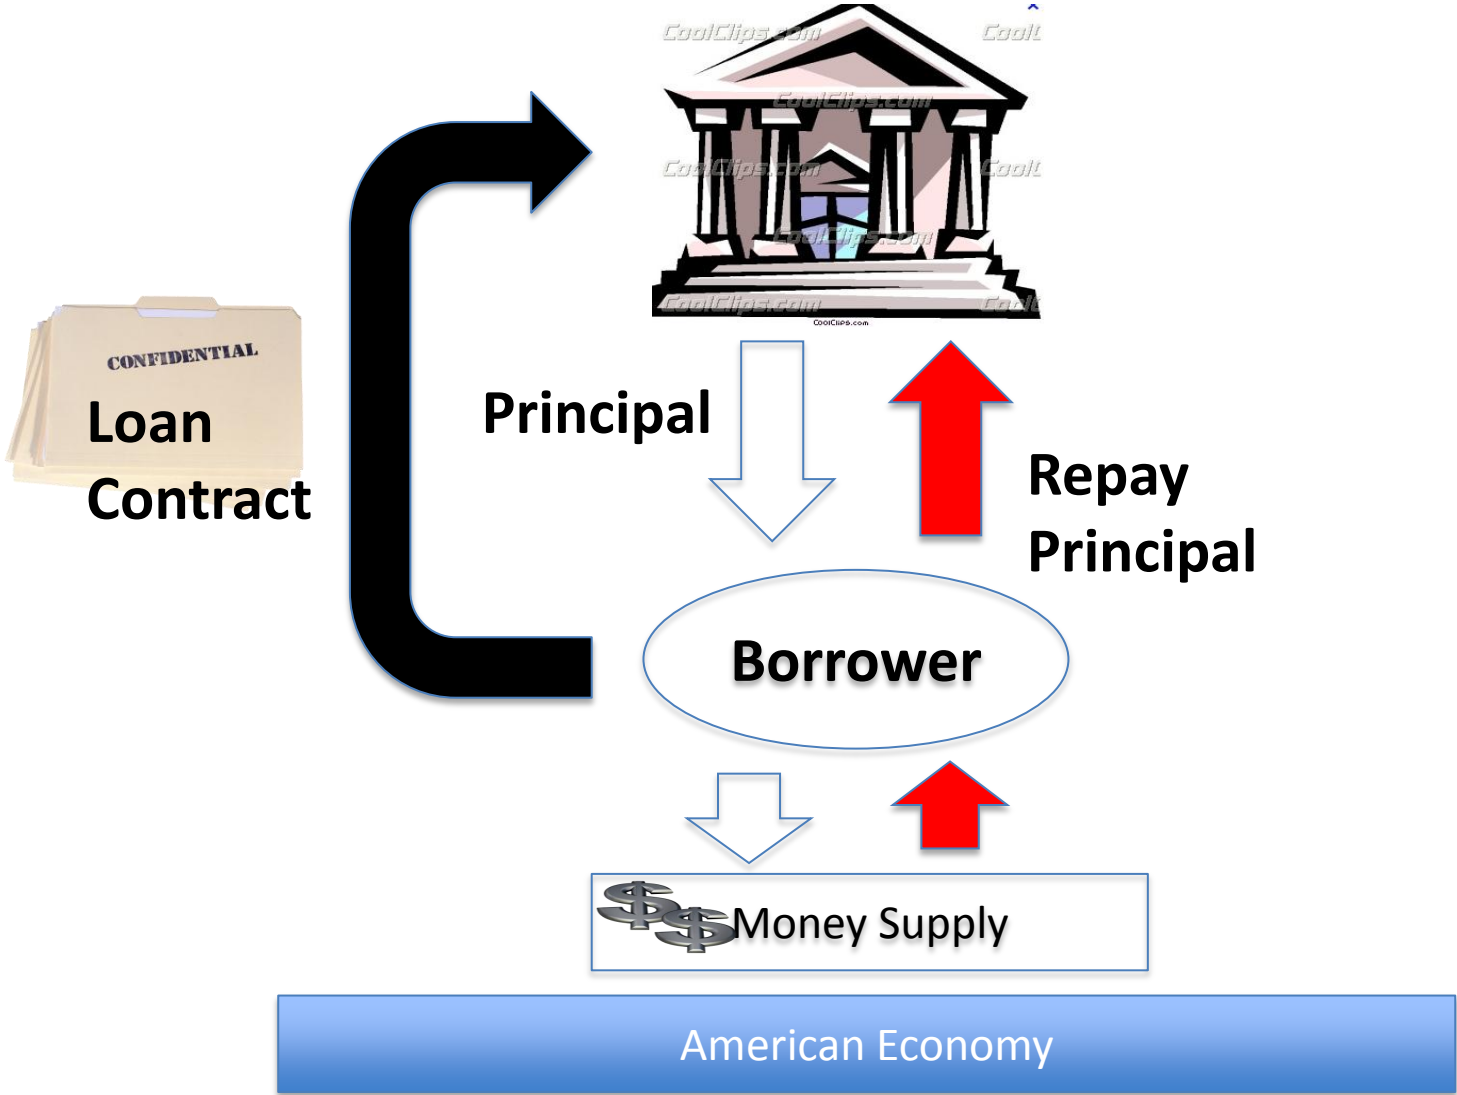 CoolClips.com
Coolt
CoolClips.com
CoolClips.com
Coolt
CoolClips.com
CoolClips.com
Coolt
CoolClips.com
CONFIDENTIAL
Loan
Contract
Principal
Repay
Principal
Borrower
$$ Money Supply
American Economy